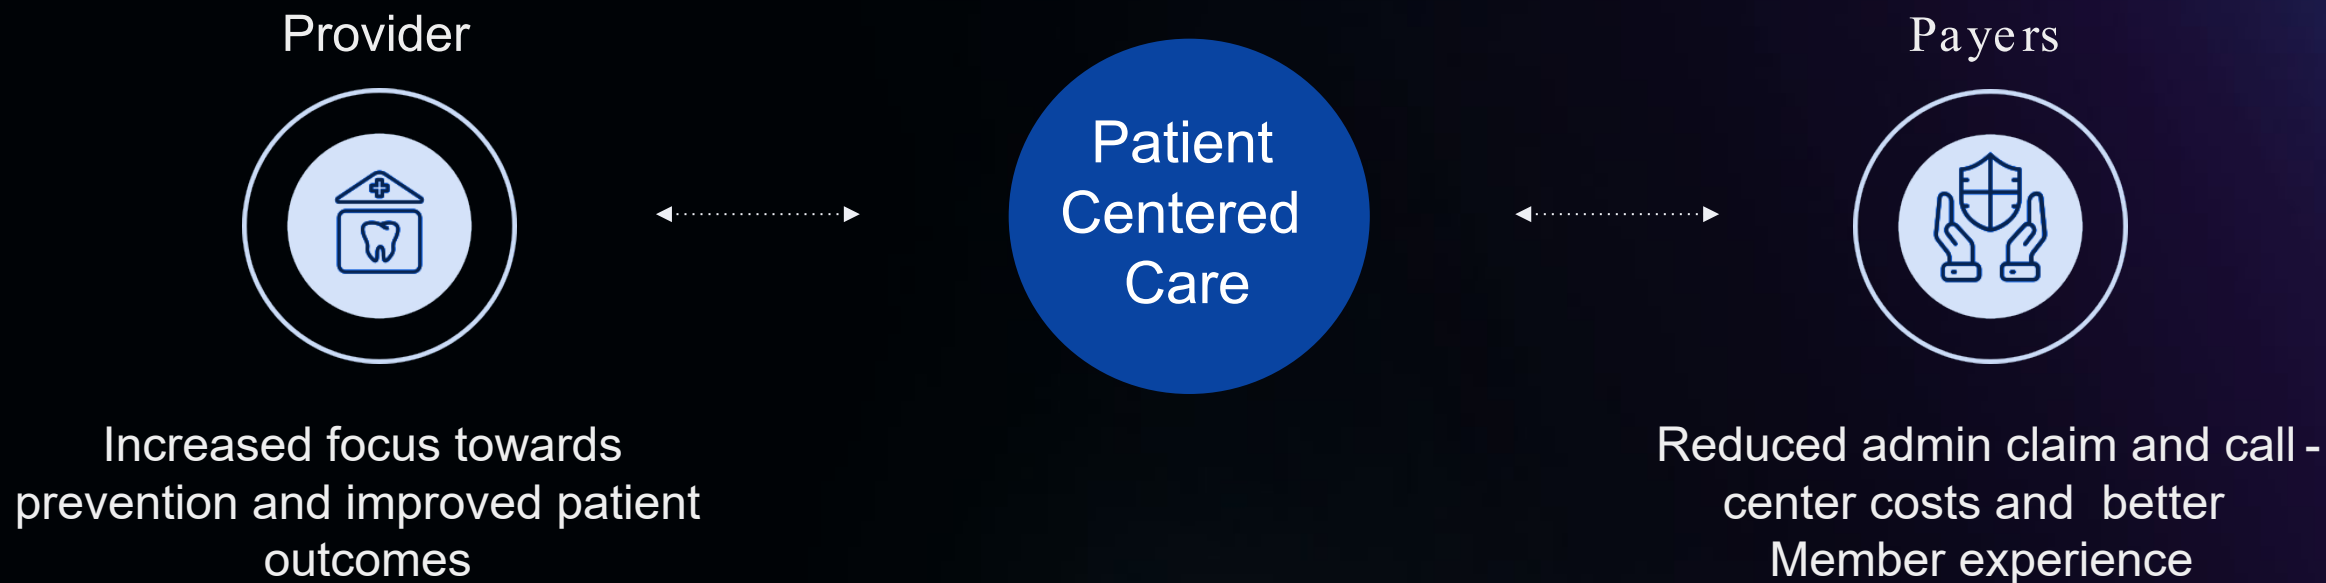 Provider
Increased focus towards
prevention and improved patient
outcomes
Patient
Centered
Care
Payers
Reduced admin claim and call-
center costs and  better
Member experience